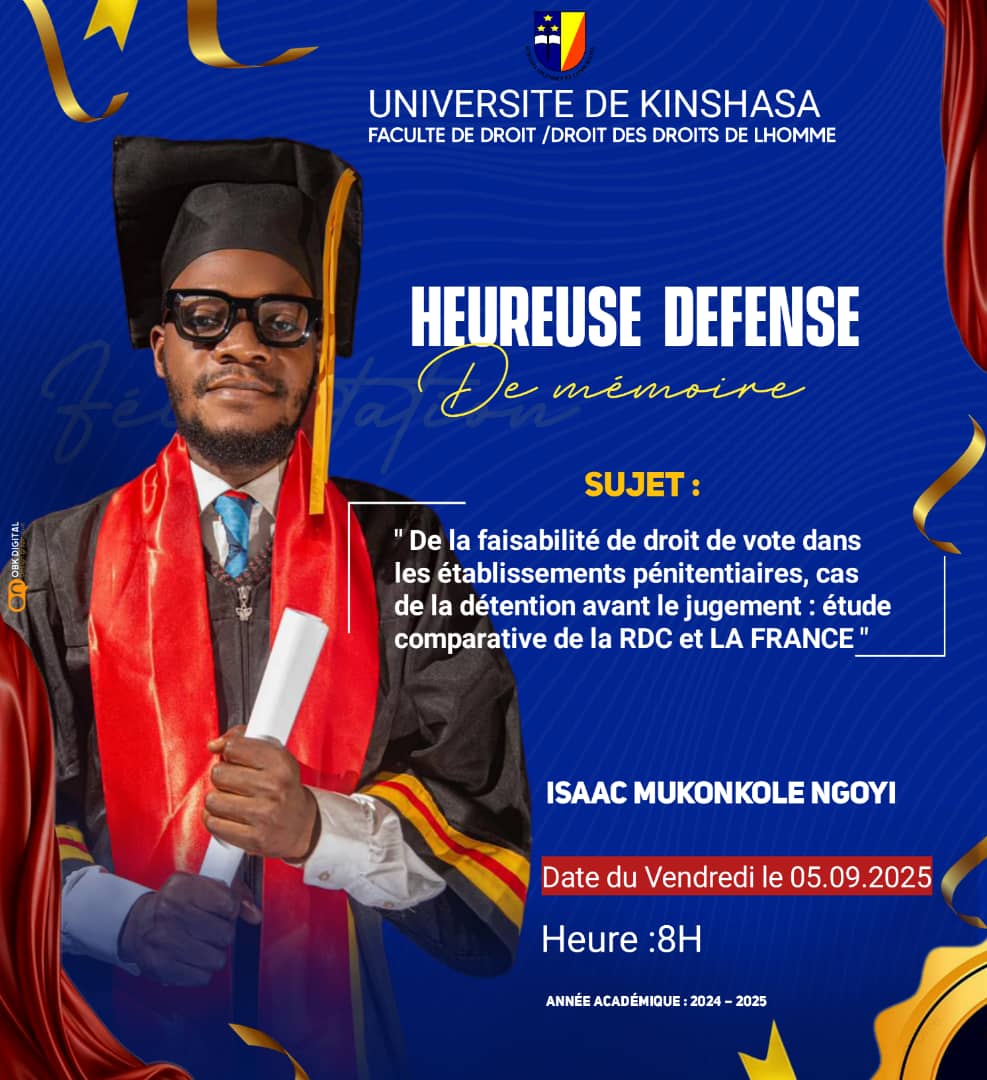 UNIVERSITE DE KINSHASA
FACULTE DE DROIT /DROIT DES DROITS DE LHOMME
HEUREUSE DEFENSE
De mémoire
SUJET :
" De la faisabilité de droit de vote dans
les établissements pénitentiaires, cas
de la détention avant le jugement : étude
comparative de la RDC et LA FRANCE "
OBK DIGITAL
ISAAC MUKONKOLE NGOYI
Date du Vendredi le 05.09.2025
Heure :8H
ANNÉE ACADÉMIQUE : 2024 – 2025